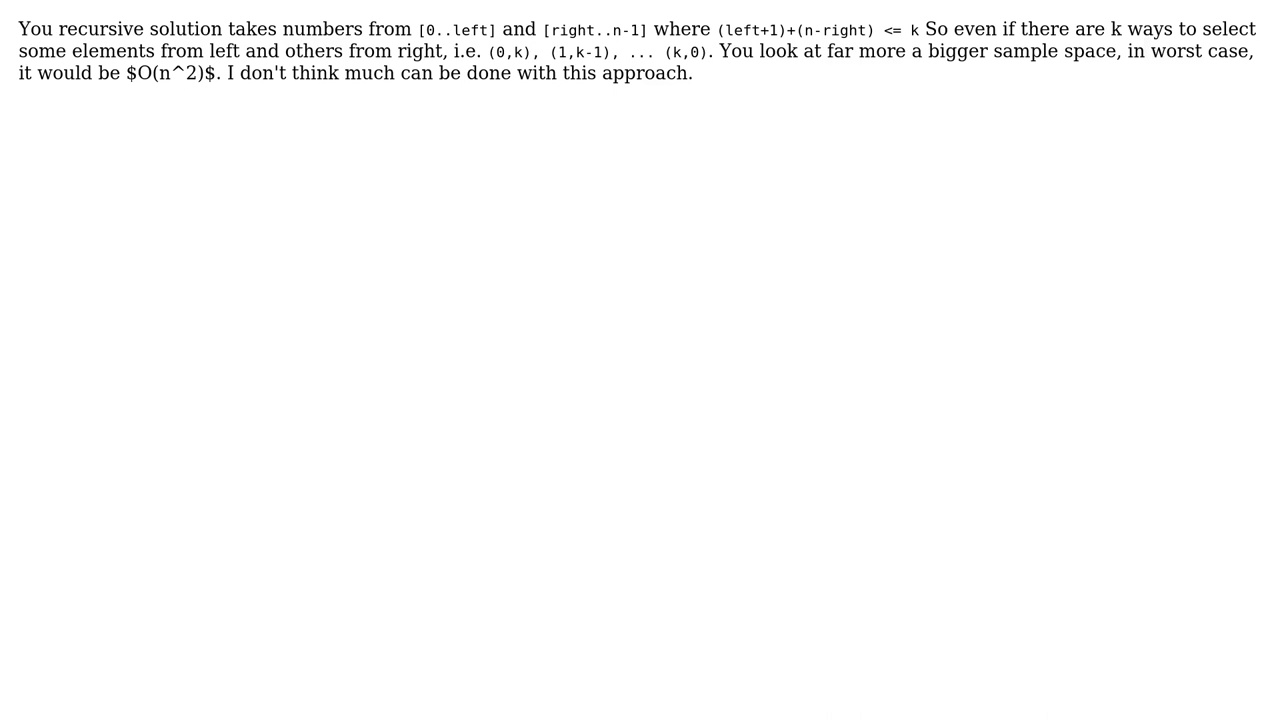 You recursive solution takes numbers from [0..left] and [right..n-1] where (left+1)+(n-right) <= k So even if there are k ways to select
some elements from left and others from right, i.e. (0,k), (1,k-1), ... (k,0). You look at far more a bigger sample space, in worst case,
it would be $O(n^2)$. I don't think much can be done with this approach.